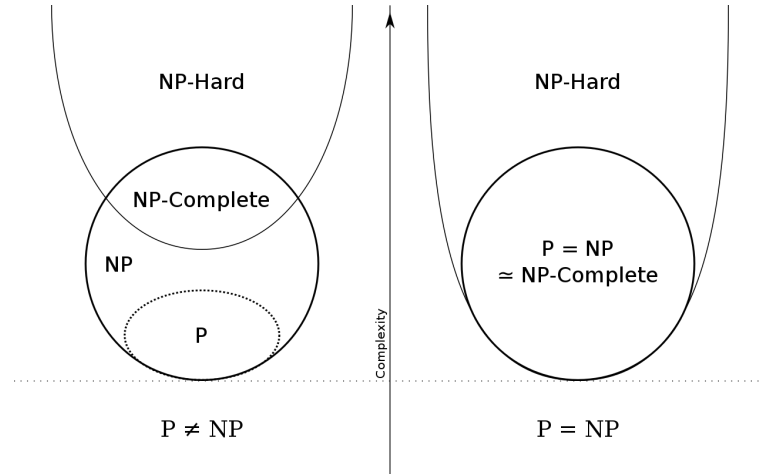 NP-Hard
NP-Complete
NP
P
P ≠ NP
Complexity
NP-Hard
P = NP
≃ NP-Complete
P = NP